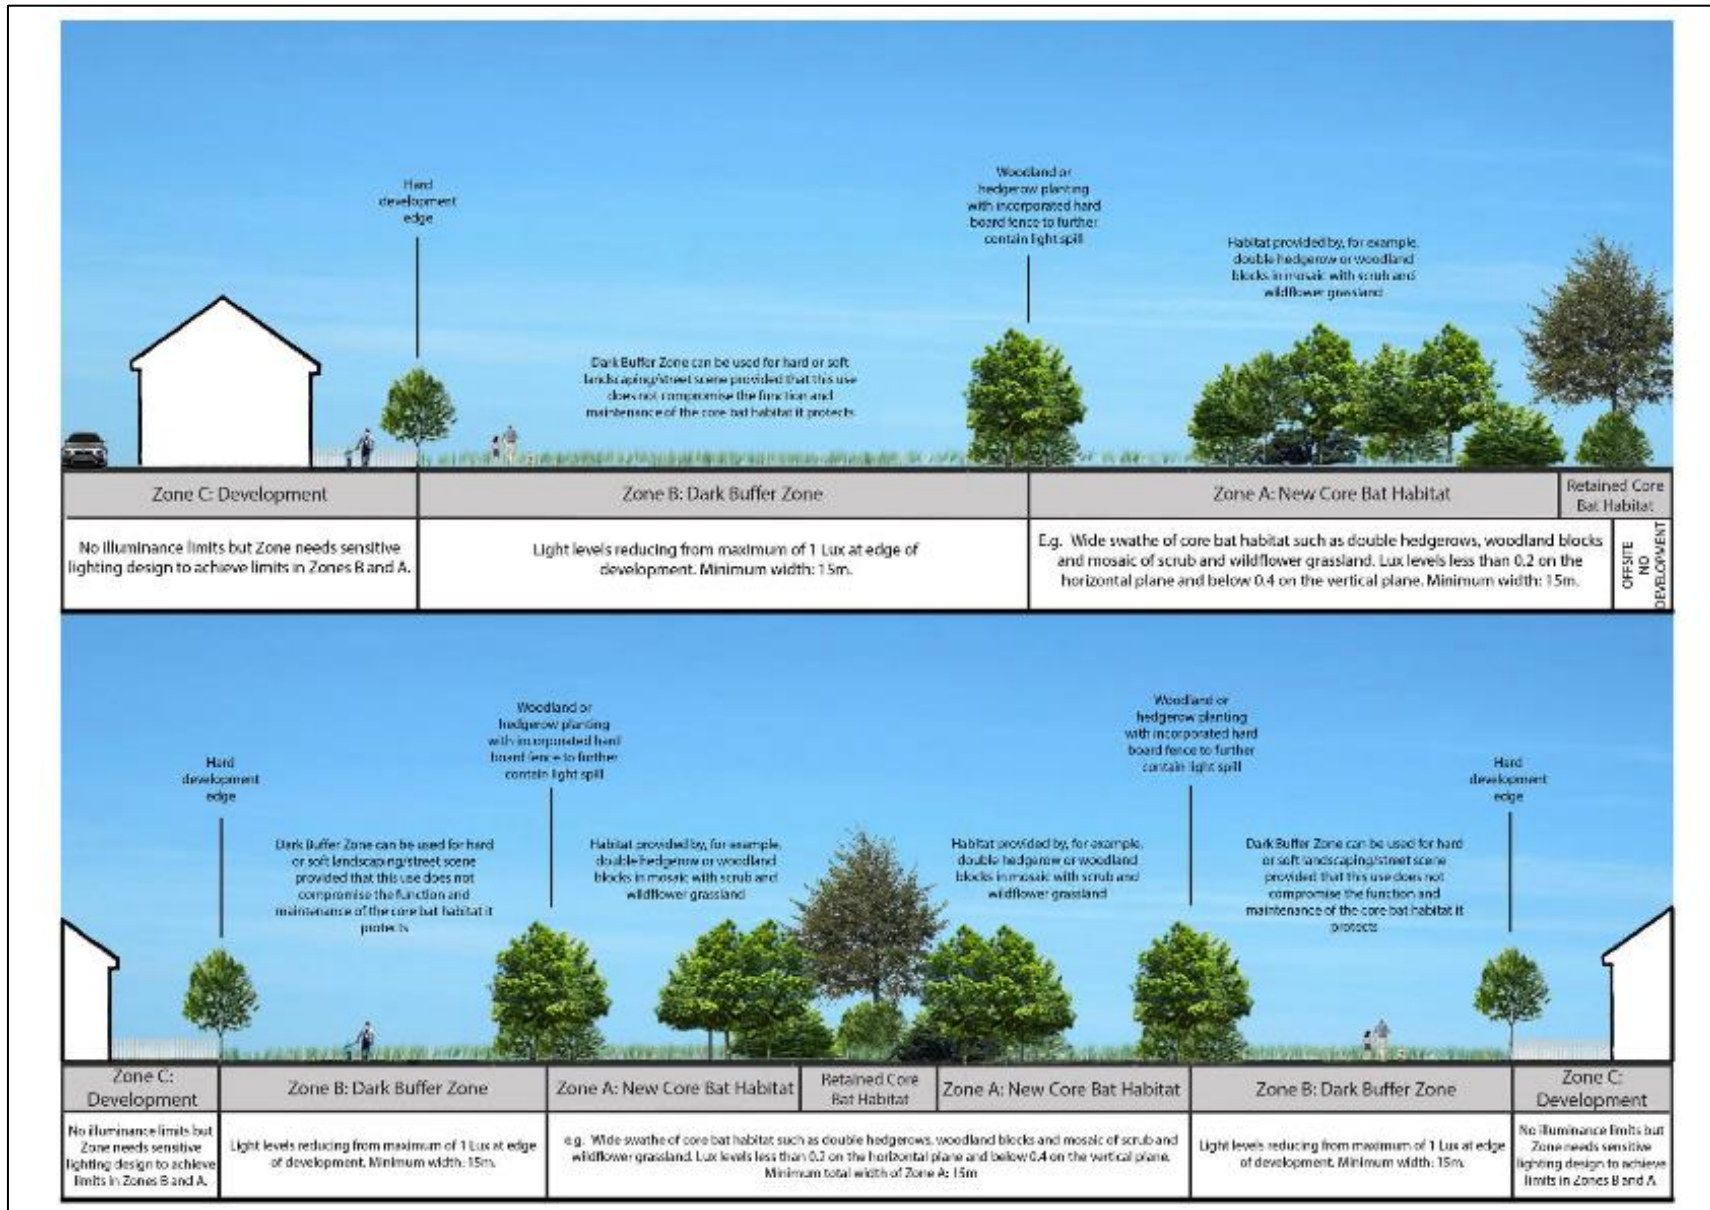 Hard
development
edge
Woodland or
hedgerow planting
with incorporated hard
board fence to further
contain light spill
Habitat provided by, for example,
double hedgerow or woodland
blocks in mosaic with scrub and
wildflower grassland
Dark Buffer Zone can be used for hard or soft
landscaping/street scene provided that this use
does not compromise the function and
maintenance of the core bat habitat it protects
Zone C: Development
Zone B: Dark Buffer Zone
Zone A: New Core Bat Habitat
Retained Core
Bat Habitat
No illuminance limits but Zone needs sensitive
lighting design to achieve limits in Zones B and A.
Light levels reducing from maximum of 1 Lux at edge of
development. Minimum width: 15m.
E.g. Wide swathe of core bat habitat such as double hedgerows, woodland blocks
and mosaic of scrub and wildflower grassland. Lux levels less than 0.2 on the
horizontal plane and below 0.4 on the vertical plane. Minimum width: 15m.
OFFSITE
NO
DEVELOPMENT
Hard
development
edge
Woodland or
hedgerow planting
with incorporated hard
board fence to further
contain light spill
Woodland or
hedgerow planting
with incorporated hard
board fence to further
contain light spill
Hard
development
edge
Dark Buffer Zone can be used for hard
or soft landscaping/street scene
provided that this use does not
compromise the function and
maintenance of the core bat habitat it
protects
Habitat provided by, for example,
double hedgerow or woodland
blocks in mosaic with scrub and
wildflower grassland
Habitat provided by, for example,
double hedgerow or woodland
blocks in mosaic with scrub and
wildflower grassland
Dark Buffer Zone can be used for hard
or soft landscaping/street scene
provided that this use does not
compromise the function and
maintenance of the core bat habitat it
protects
Zone C:
Development
Zone B: Dark Buffer Zone
Zone A: New Core Bat Habitat
Retained Core
Bat Habitat
Zone A: New Core Bat Habitat
Zone B: Dark Buffer Zone
Zone C:
Development
No illuminance limits but
Zone needs sensitive
lighting design to achieve
limits in Zones B and A.
Light levels reducing from maximum of 1 Lux at edge
of development. Minimum width: 15m.
e.g. Wide swathe of core bat habitat such as double hedgerows, woodland blocks and mosaic of scrub and
wildflower grassland. Lux levels less than 0.2 on the horizontal plane and below 0.4 on the vertical plane.
Minimum total width of Zone A: 15m
Light levels reducing from maximum of 1 Lux at edge
of development. Minimum width: 15m.
No illuminance limits but
Zone needs sensitive
lighting design to achieve
limits in Zones B and A.